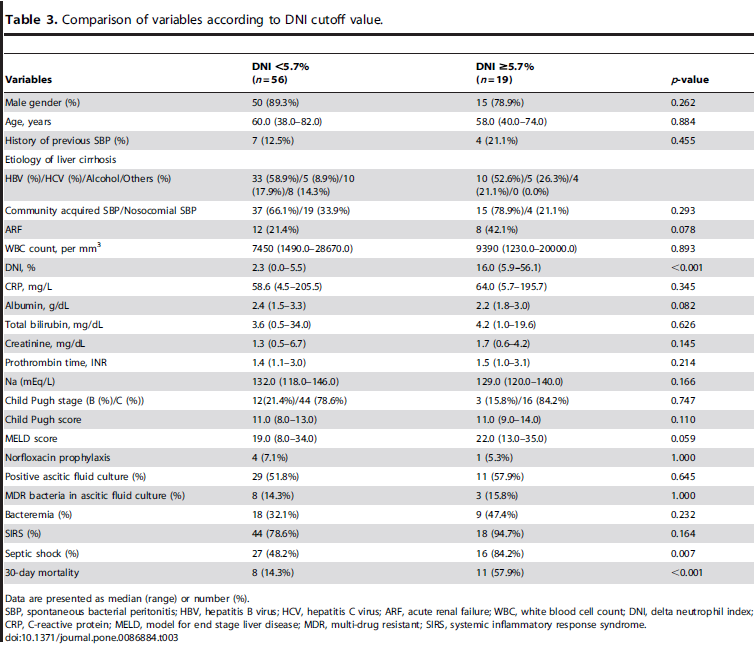 Table 3. Comparison of variables according to DNI cutoff value.
Variables DNI <5.7% (n = 56) DNI ≥5.7% (n = 19) p-value
Male gender (%) 50 (89.3%) 15 (78.9%) 0.262
Age, years 60.0 (38.0–82.0) 58.0 (40.0–74.0) 0.884
History of previous SBP (%) 7 (12.5%) 4 (21.1%) 0.455
Etiology of liver cirrhosis
HBV (%)/HCV (%)/Alcohol/Others (%) 33 (58.9%)/5 (8.9%)/10 (17.9%)/8 (14.3%) 10 (52.6%)/5 (26.3%)/4 (21.1%)/0 (0.0%)
Community acquired SBP/Nosocomial SBP 37 (66.1%)/19 (33.9%) 15 (78.9%)/4 (21.1%) 0.293
ARF 12 (21.4%) 8 (42.1%) 0.078
WBC count, per mm³ 7450 (1490.0–28670.0) 9390 (1230.0–20000.0) 0.893
DNI, % 2.3 (0.0–5.5) 16.0 (5.9–56.1) <0.001
CRP, mg/L 58.6 (4.5–205.5) 64.0 (5.7–195.7) 0.345
Albumin, g/dL 2.4 (1.5–3.3) 2.2 (1.8–3.0) 0.082
Total bilirubin, mg/dL 3.6 (0.5–34.0) 4.2 (1.0–19.6) 0.626
Creatinine, mg/dL 1.3 (0.5–6.7) 1.7 (0.6–4.2) 0.145
Prothrombin time, INR 1.4 (1.1–3.0) 1.5 (1.0–3.1) 0.214
Na (mEq/L) 132.0 (118.0–146.0) 129.0 (120.0–140.0) 0.166
Child Pugh stage (B (%)/C (%)) 12(21.4%)/44 (78.6%) 3 (15.8%)/16 (84.2%) 0.747
Child Pugh score 11.0 (8.0–13.0) 11.0 (9.0–14.0) 0.110
MELD score 19.0 (8.0–34.0) 22.0 (13.0–35.0) 0.059
Norfloxacin prophylaxis 4 (7.1%) 1 (5.3%) 1.000
Positive ascitic fluid culture (%) 29 (51.8%) 11 (57.9%) 0.645
MDR bacteria in ascitic fluid culture (%) 8 (14.3%) 3 (15.8%) 1.000
Bacteremia (%) 18 (32.1%) 9 (47.4%) 0.232
SIRS (%) 44 (78.6%) 18 (94.7%) 0.164
Septic shock (%) 27 (48.2%) 16 (84.2%) 0.007
30-day mortality 8 (14.3%) 11 (57.9%) <0.001
Data are presented as median (range) or number (%).
SBP, spontaneous bacterial peritonitis; HBV, hepatitis B virus; HCV, hepatitis C virus; ARF, acute renal failure; WBC, white blood cell count; DNI, delta neutrophil index;
CRP, C-reactive protein; MELD, model for end stage liver disease; MDR, multi-drug resistant; SIRS, systemic inflammatory response syndrome.
doi:10.1371/journal.pone.0086884.t003